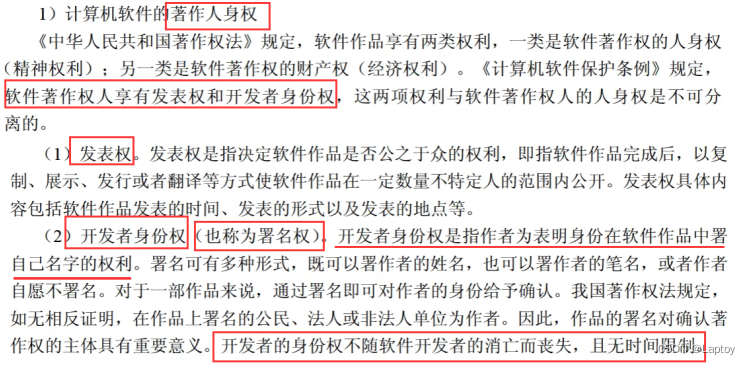 1）计算机软件的著作人身权
《中华人民共和国著作权法》规定，软件作品享有两类权利，一类是软件著作权的人身权
（精神权利）；另一类是软件著作权的财产权（经济权利）。《计算机软件保护条例》规定，
软件著作权人享有发表权和开发者身份权，这两项权利与软件著作权人的人身权是不可分
离的。
（1）发表权。发表权是指决定软件作品是否公之于众的权利，即指软件作品完成后，以复
制、展示、发行或者翻译等方式使软件作品在一定数量不特定人的范围内公开。发表权具体内
容包括软件作品发表的时间、发表的形式以及发表的地点等。
（2）开发者身份权（也称为署名权）。开发者身份权是指作者为表明身份在软件作品中署
自己名字的权利。署名可有多种形式，既可以署作者的姓名，也可以署作者的笔名，或者作者
自愿不署名。对于一部作品来说，通过署名即可对作者的身份给予确认。我国著作权法规定，
如无相反证明，在作品上署名的公民、法人或非法人单位为作者。因此，作品的署名对确认著
作权的主体具有重要意义。开发者的身份权不随软件开发者的消亡而丧失，且无时间限制。
@Laptoy